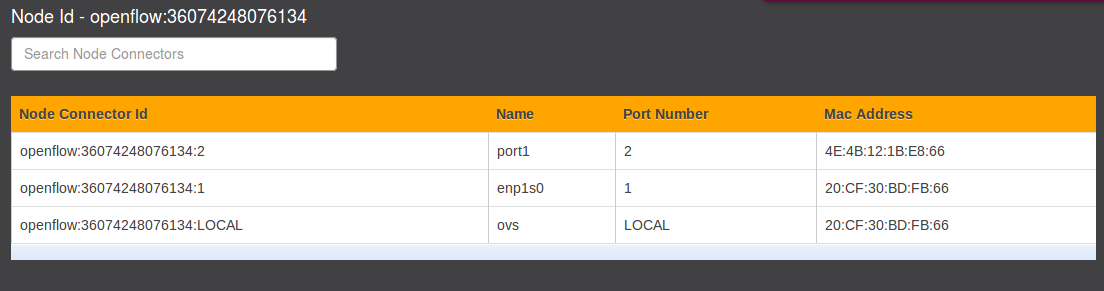 Node Id - openflow:36074248076134
Search Node Connectors
Node Connector Id Name Port Number Mac Address
openflow:36074248076134:2 port1 2 4E:4B:12:1B:E8:66
openflow:36074248076134:1 enp1s0 1 20:CF:30:BD:FB:66
openflow:36074248076134:LOCAL ovs LOCAL 20:CF:30:BD:FB:66